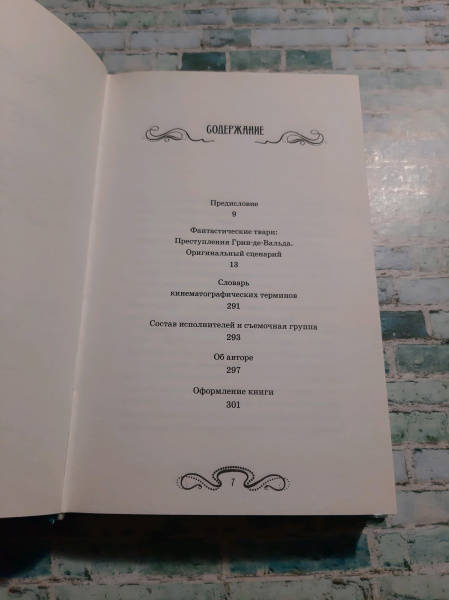 СОДЕРЖАНИЕ
Предисловие
9
Фантастические твари:
Преступления Грин-де-Вальда.
Оригинальный сценарий
13
Словарь
кинематографических терминов
291
Состав исполнителей и съемочная группа
293
Об авторе
297
Оформление книги
301
7